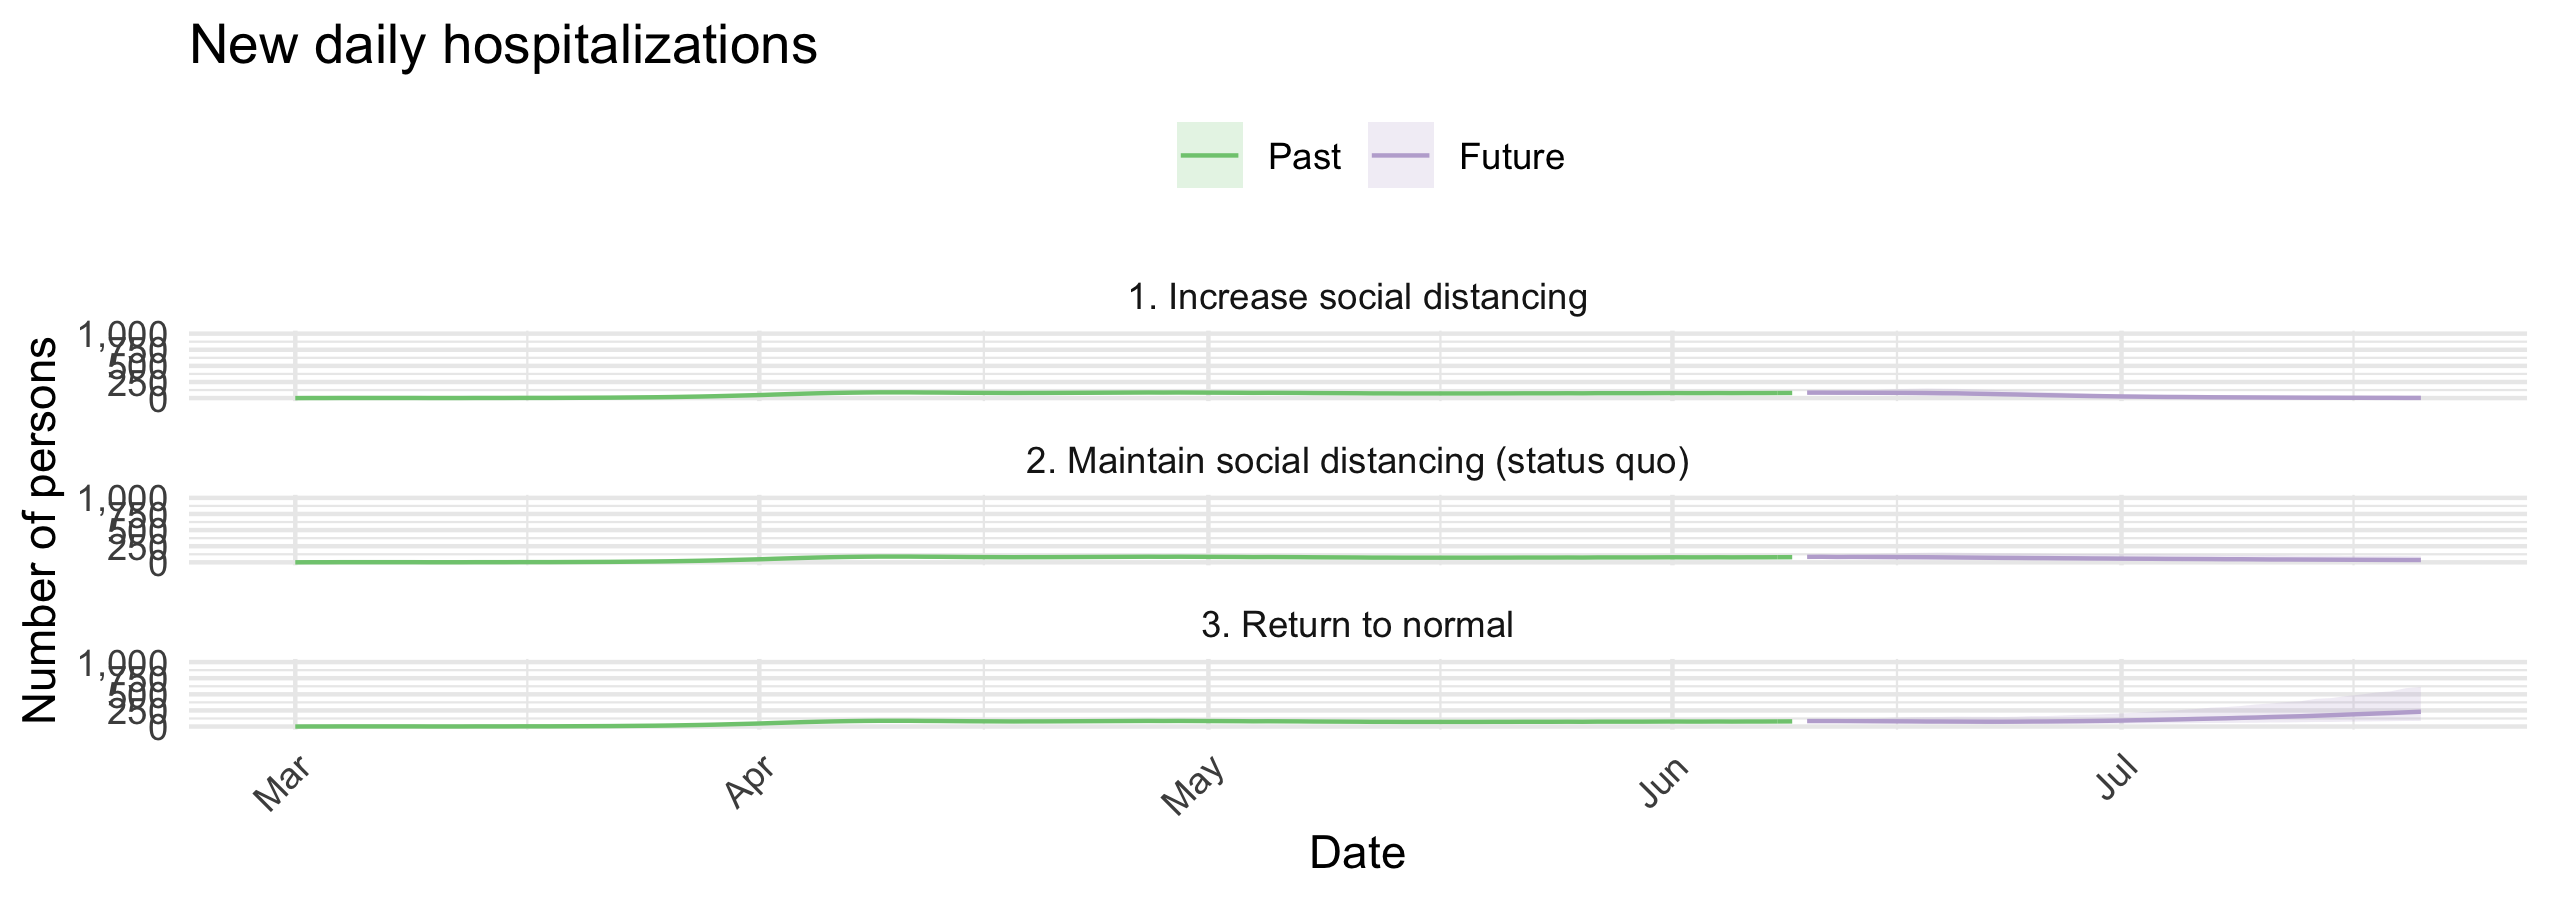 New daily hospitalizations
Past Future
1. Increase social distancing
1,000
750
500
250
0
2. Maintain social distancing (status quo)
1,000
750
500
250
0
3. Return to normal
1,000
750
500
250
0
Number of persons
Mar Apr May Jun Jul
Date